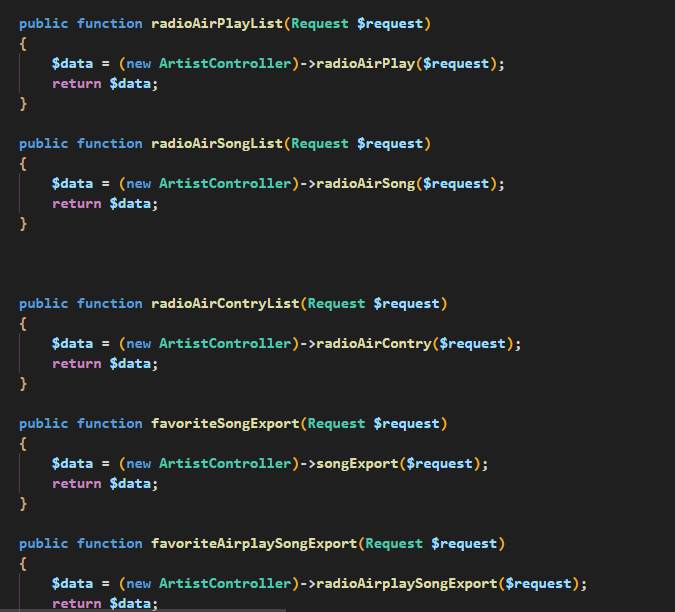 public function radioAirPlayList(Request $request)
{
    $data = (new ArtistController)->radioAirPlay($request);
    return $data;
}
public function radioAirSongList(Request $request)
{
    $data = (new ArtistController)->radioAirSong($request);
    return $data;
}
public function radioAirContryList(Request $request)
{
    $data = (new ArtistController)->radioAirContry($request);
    return $data;
}
public function favoriteSongExport(Request $request)
{
    $data = (new ArtistController)->songExport($request);
    return $data;
}
public function favoriteAirplaySongExport(Request $request)
{
    $data = (new ArtistController)->radioAirplaySongExport($request);
    return $data;